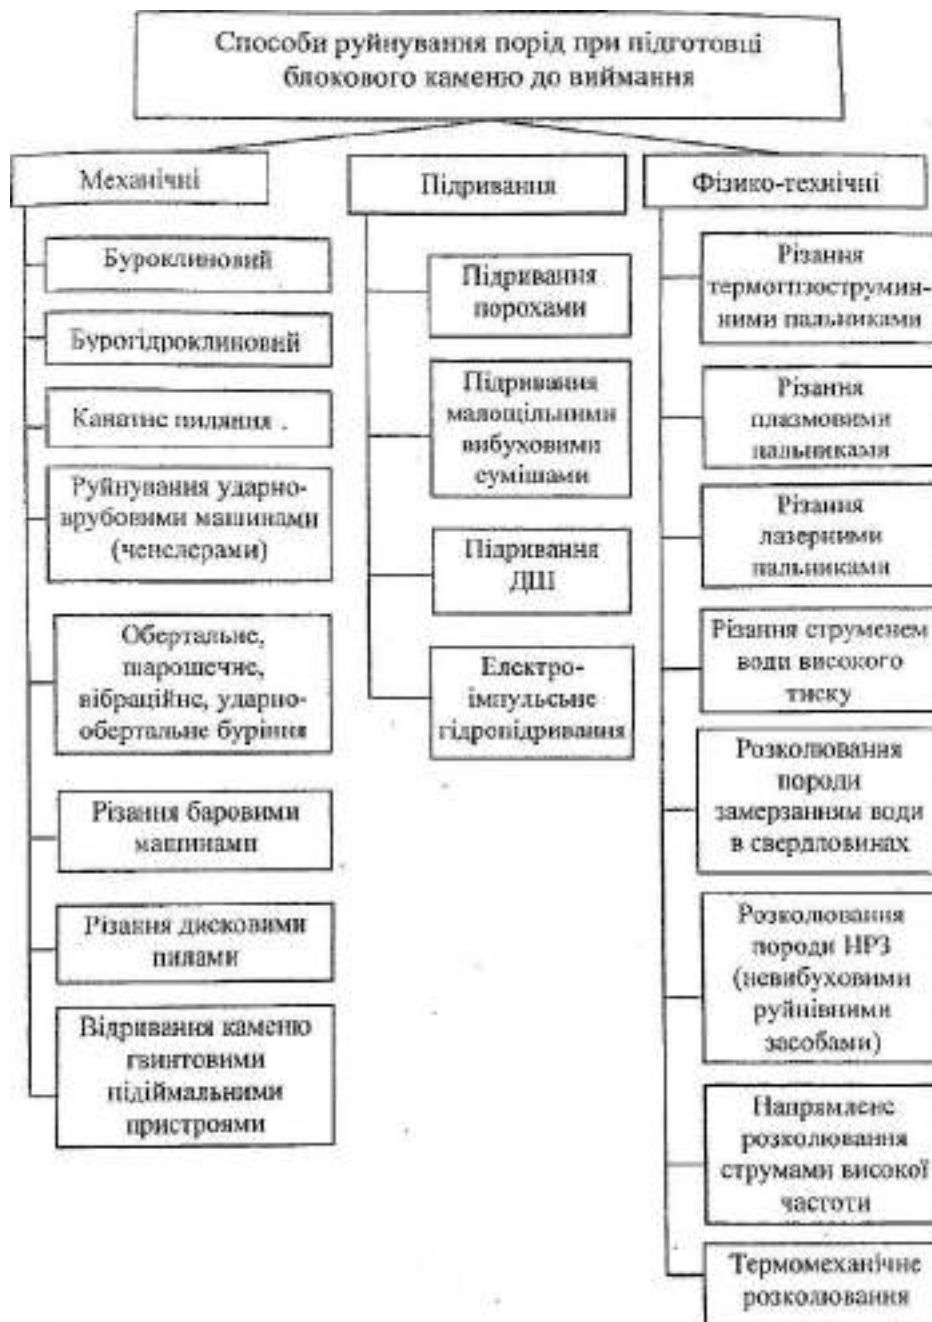 Способи руйнування порід при підготовці
блокового каменю до виймання
Механічні
Буроклиновий
Бурогідроклиновий
Канатне пиляння
Руйнування ударно-
врубовими машинами
(ченслерами)
Обертальне,
шарошечне,
вібраційне, ударно-
обертальне буріння
Різання баровими
машинами
Різання дисковими
пилами
Відривання каменю
гвинтовими
підіймальними
пристроями
Підривання
Підривання
порохами
Підривання
малощільними
вибуховими
сумішами
Підривання
ДШ
Електро-
імпульсне
гідропідривання
Фізико-технічні
Різання
термогазострумин-
ними пальниками
Різання
плазмовими
пальниками
Різання
лазерними
пальниками
Різання струменем
води високого
тиску
Розколювання
породи
замерзанням води
в свердловинах
Розколювання
породи НРЗ
(невибуховими
руйнівними
засобами)
Напрямлене
розколювання
струмами високої
частоти
Термомеханічне
розколювання